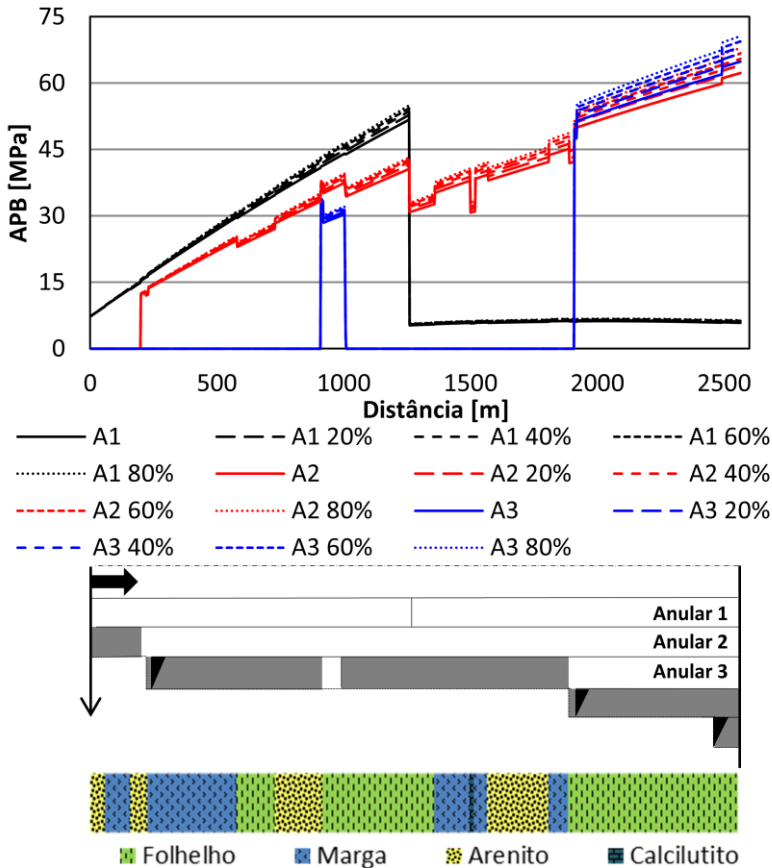 75
60
45
30
15
0
APB [MPa]
0 500 1000 1500 2000 2500
Distância [m]
A1 A1 20% A1 40% A1 60%
A1 80% A2 A2 20% A2 40%
A2 60% A2 80% A3 A3 20%
A3 40% A3 60% A3 80%
Anular 1
Anular 2
Anular 3
Folhelho Marga Arenito Calcilutito